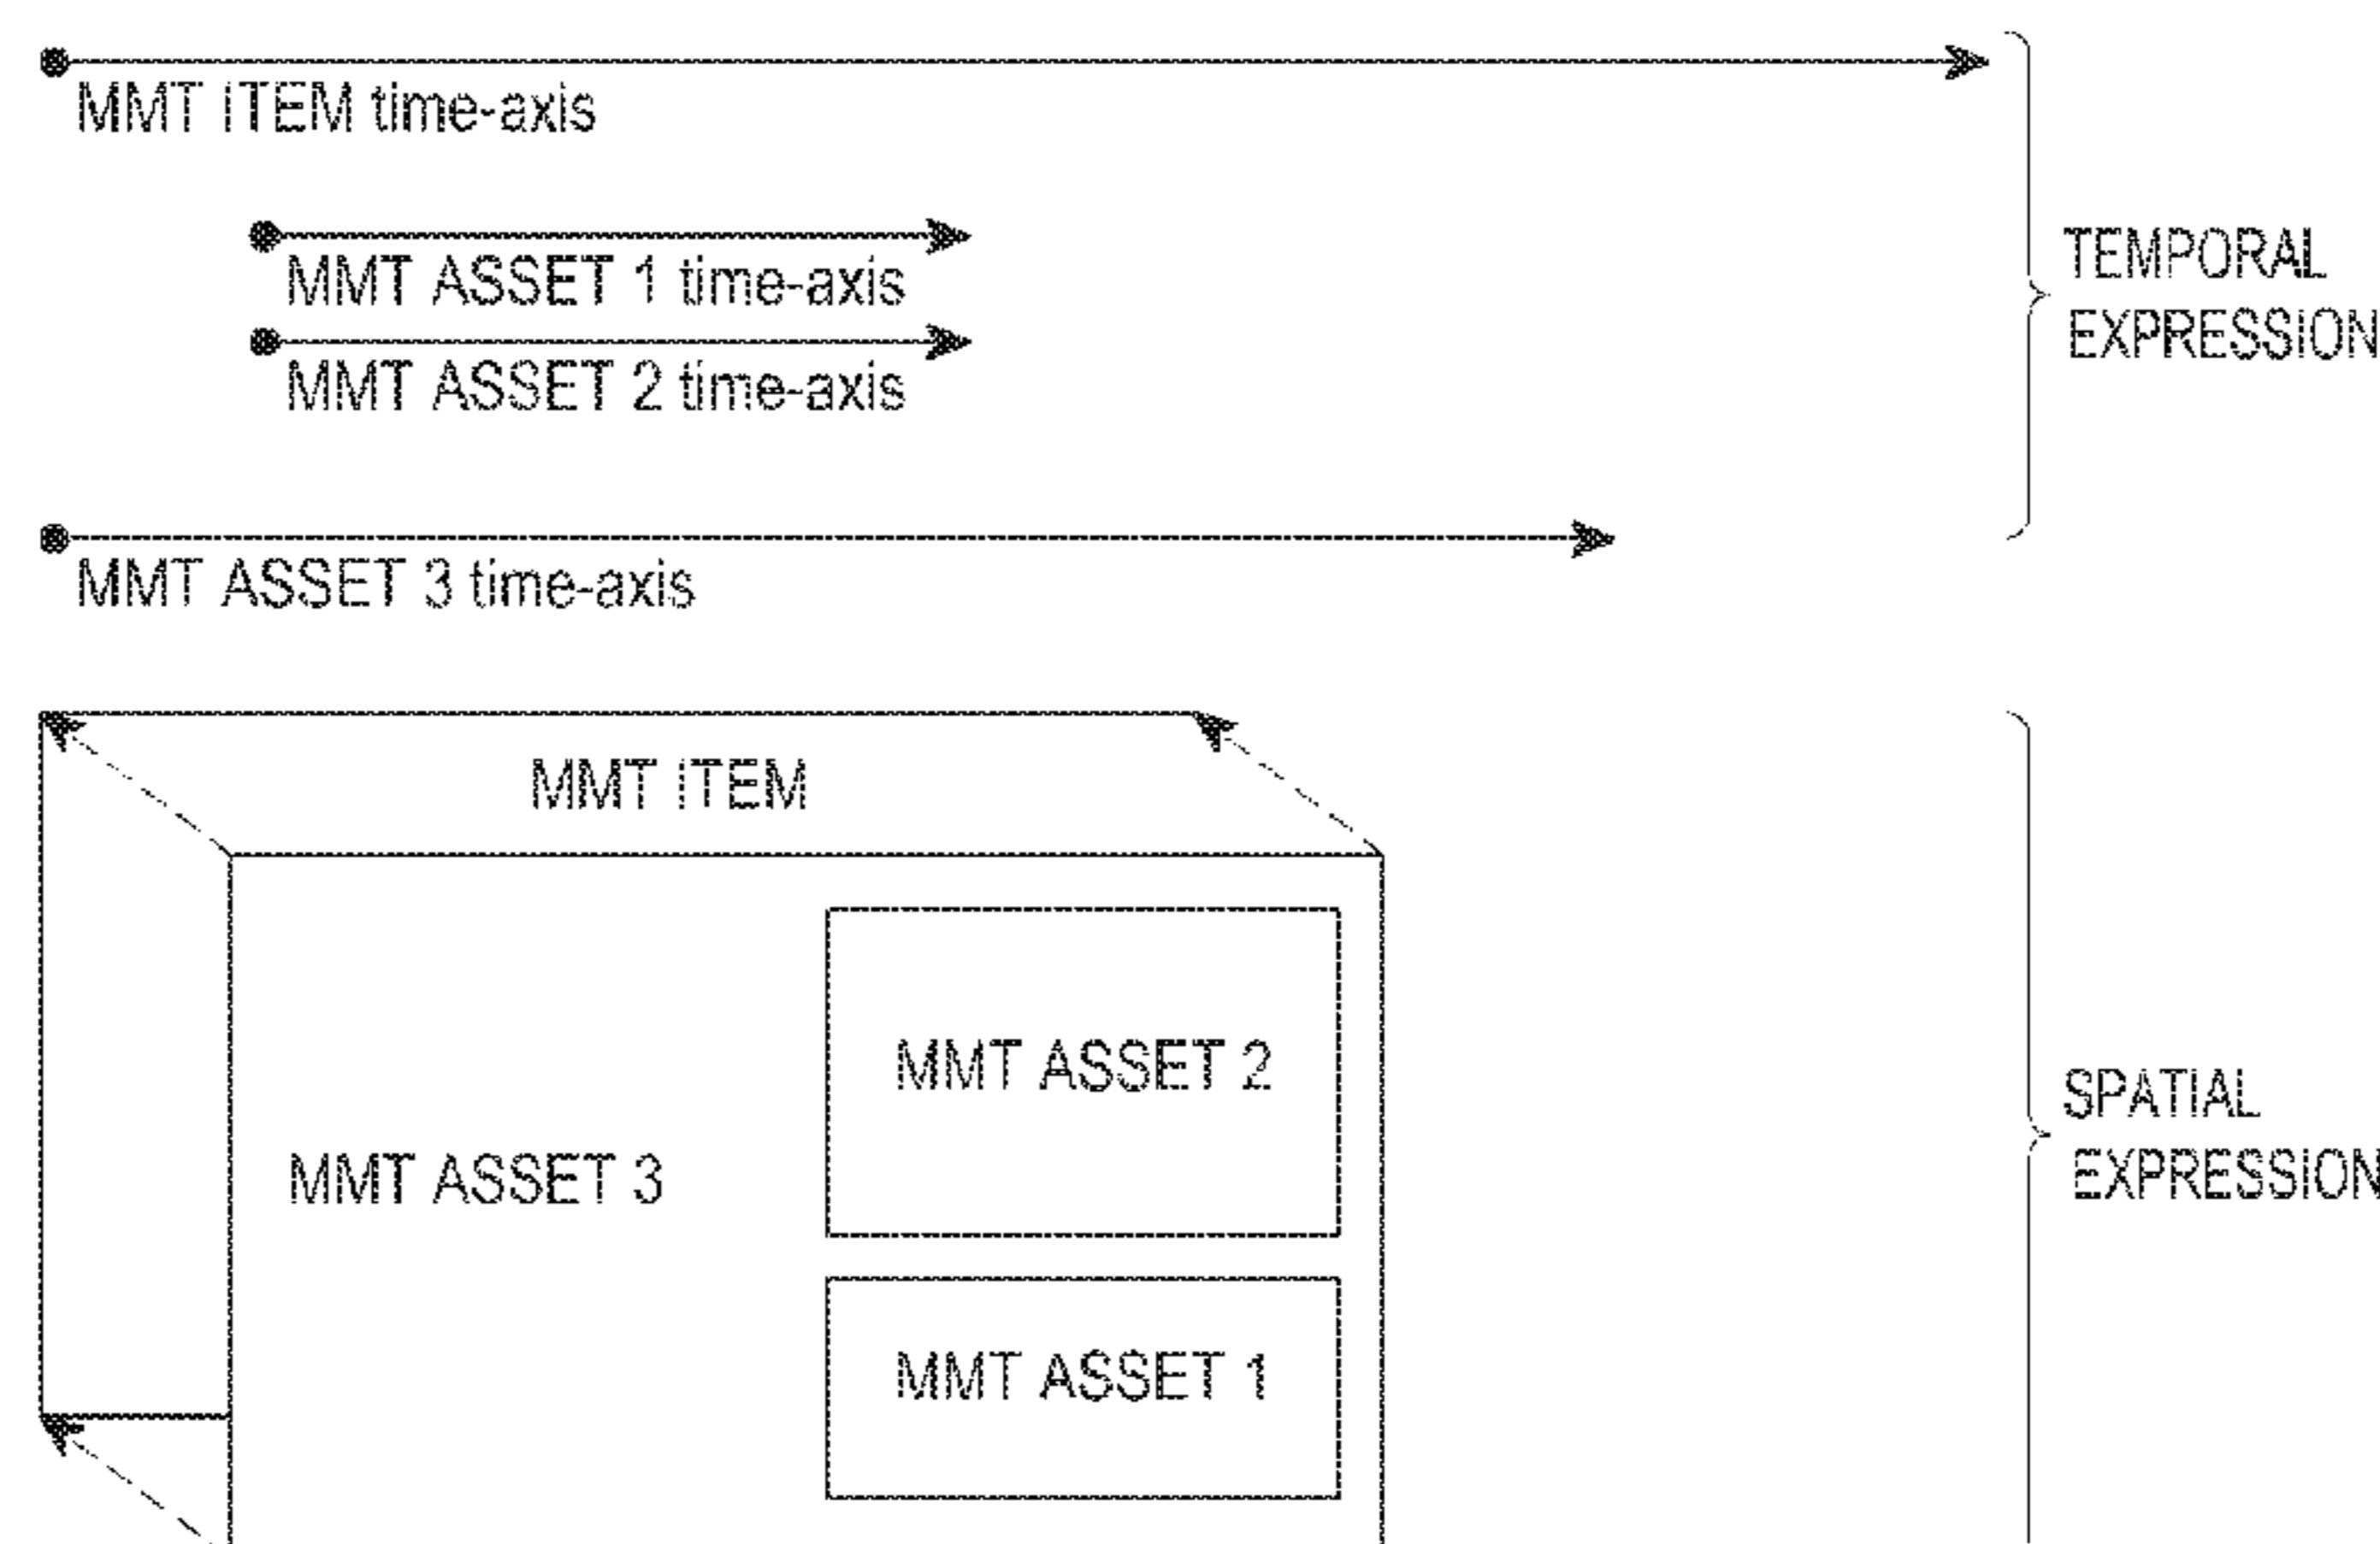 MMT ITEM time-axis
MMT ASSET 1 time-axis
MMT ASSET 2 time-axis
TEMPORAL
EXPRESSION
MMT ASSET 3 time-axis
MMT ITEM
MMT ASSET 2
MMT ASSET 3
SPATIAL
EXPRESSION
MMT ASSET 1